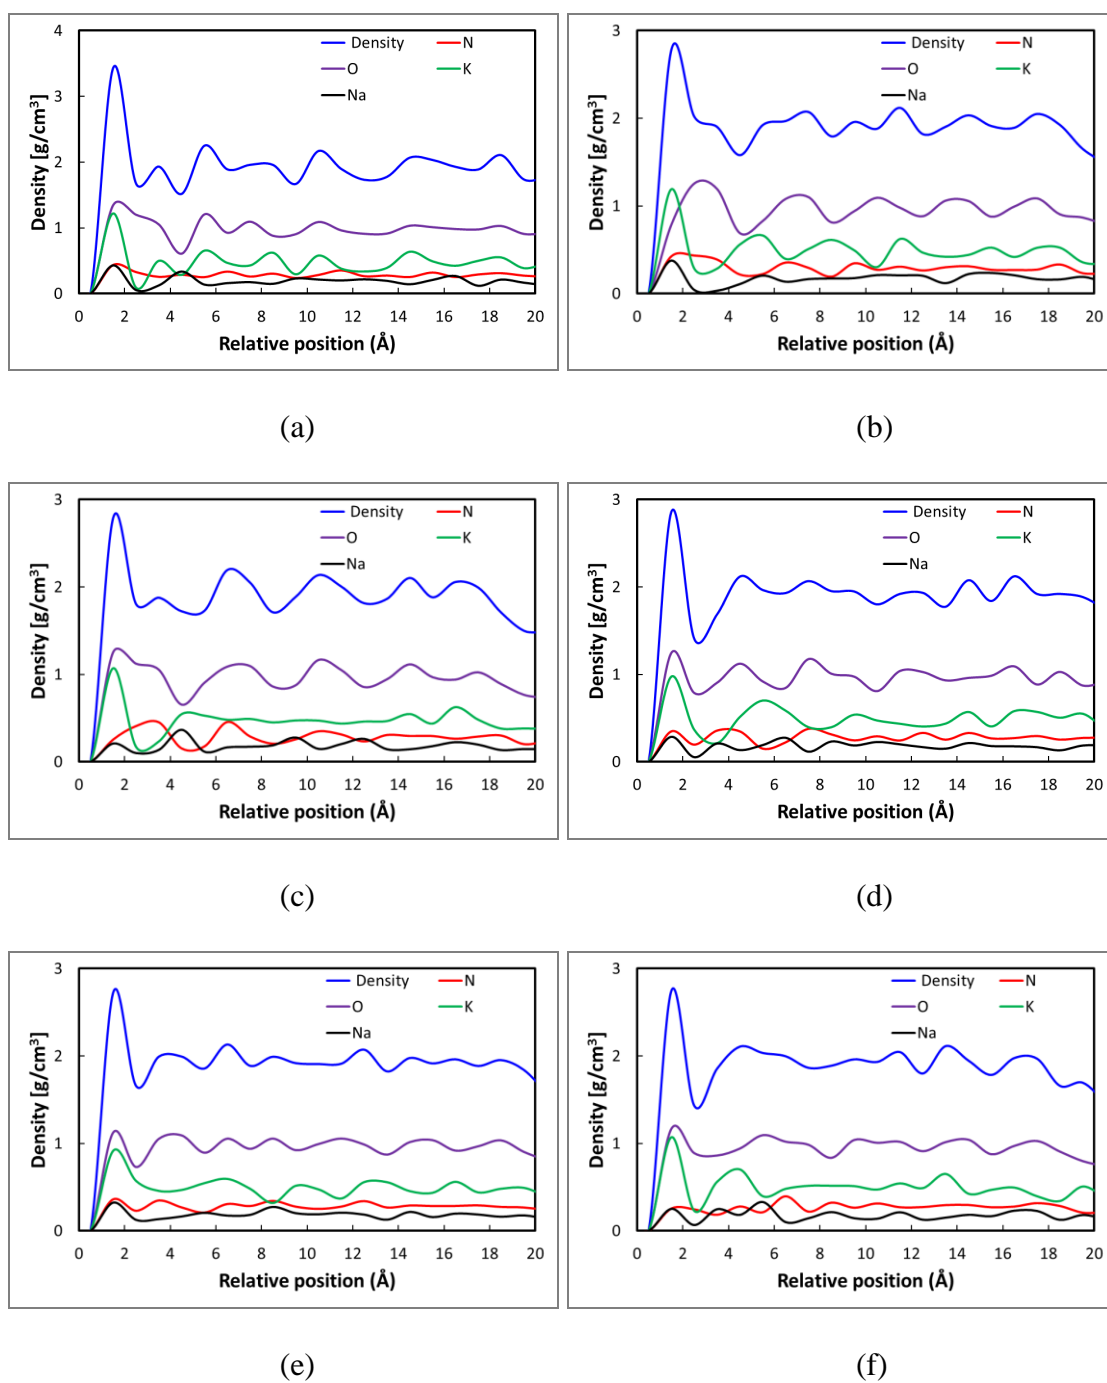 Density [g/cm³]
4
3
2
1
0
Density N
O K
Na
0 2 4 6 8 10 12 14 16 18 20
Relative position (Å)
(a)
Density [g/cm³]
3
2
1
0
Density N
O K
Na
0 2 4 6 8 10 12 14 16 18 20
Relative position (Å)
(b)
Density [g/cm³]
3
2
1
0
Density N
O K
Na
0 2 4 6 8 10 12 14 16 18 20
Relative position (Å)
(c)
Density [g/cm³]
3
2
1
0
Density N
O K
Na
0 2 4 6 8 10 12 14 16 18 20
Relative position (Å)
(d)
Density [g/cm³]
3
2
1
0
Density N
O K
Na
0 2 4 6 8 10 12 14 16 18 20
Relative position (Å)
(e)
Density [g/cm³]
3
2
1
0
Density N
O K
Na
0 2 4 6 8 10 12 14 16 18 20
Relative position (Å)
(f)